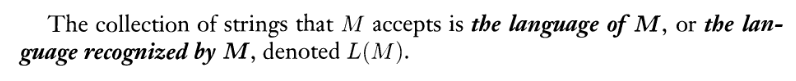 The collection of strings that M accepts is the language of M, or the lan-
guage recognized by M, denoted L(M).